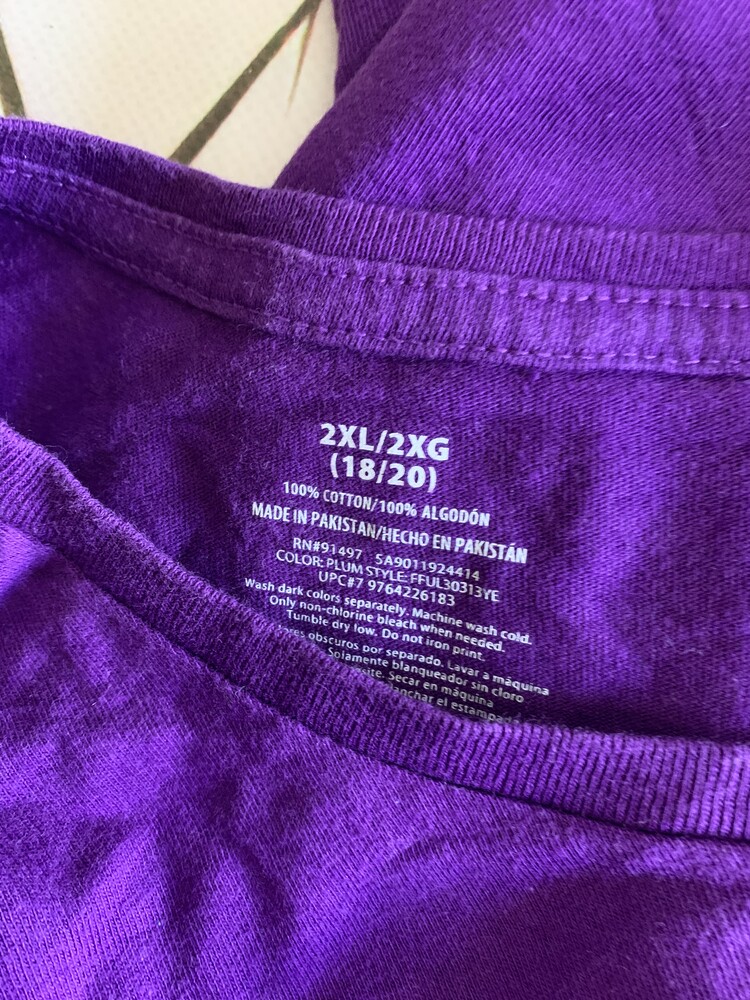 2XL/2XG
(18/20)
100% COTTON/100% ALGODÓN
MADE IN PAKISTAN/HECHO EN PAKISTÁN
RN#91497 SA9011924414
COLOR: PLUM STYLE: FFUL30313YE
UPC#7 9764226183
Wash dark colors separately. Machine wash cold.
Only non-chlorine bleach when needed.
Tumble dry low. Do not iron print.
obscuros por separado. Lavar a máquina
Solamente blanqueador sin cloro
Secar en máquina
el